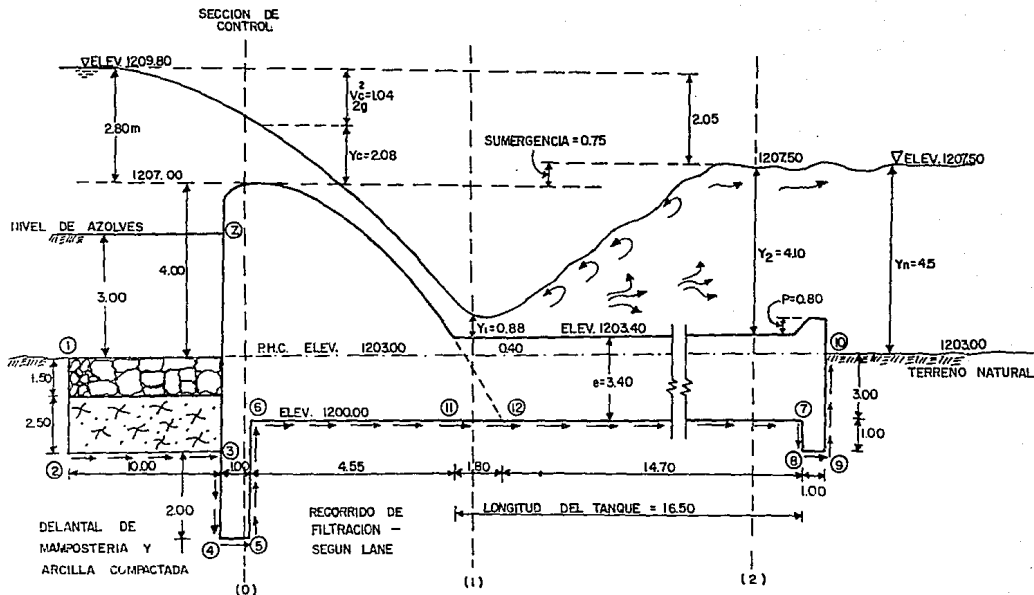 SECCION DE
CONTROL
ELEV. 1209.80
2.80m
Vc²=1.04
2g
Yc=2.08
SUMERGENCIA = 0.75
2.05
1207.50
ELEV. 1207.50
1207.00
NIVEL DE AZOLVES
2
4.00
3.00
Y2=4.10
Yn=4.5
P=0.80
Y1=0.88
ELEV. 1203.40
1
P.H.C. ELEV. 1203.00
0.40
10
1203.00
TERRENO NATURAL
1.50
2.50
6
ELEV. 1200.00
11
12
e=3.40
7
3.00
1.00
3
8
9
2
10.00
1.00
4.55
1.80
14.70
1.00
2.00
LONGITUD DEL TANQUE = 16.50
DELANTAL DE
MAMPOSTERIA Y
ARCILLA COMPACTADA
4
5
RECORRIDO DE
FILTRACION —
SEGUN LANE
(0)
(1)
(2)